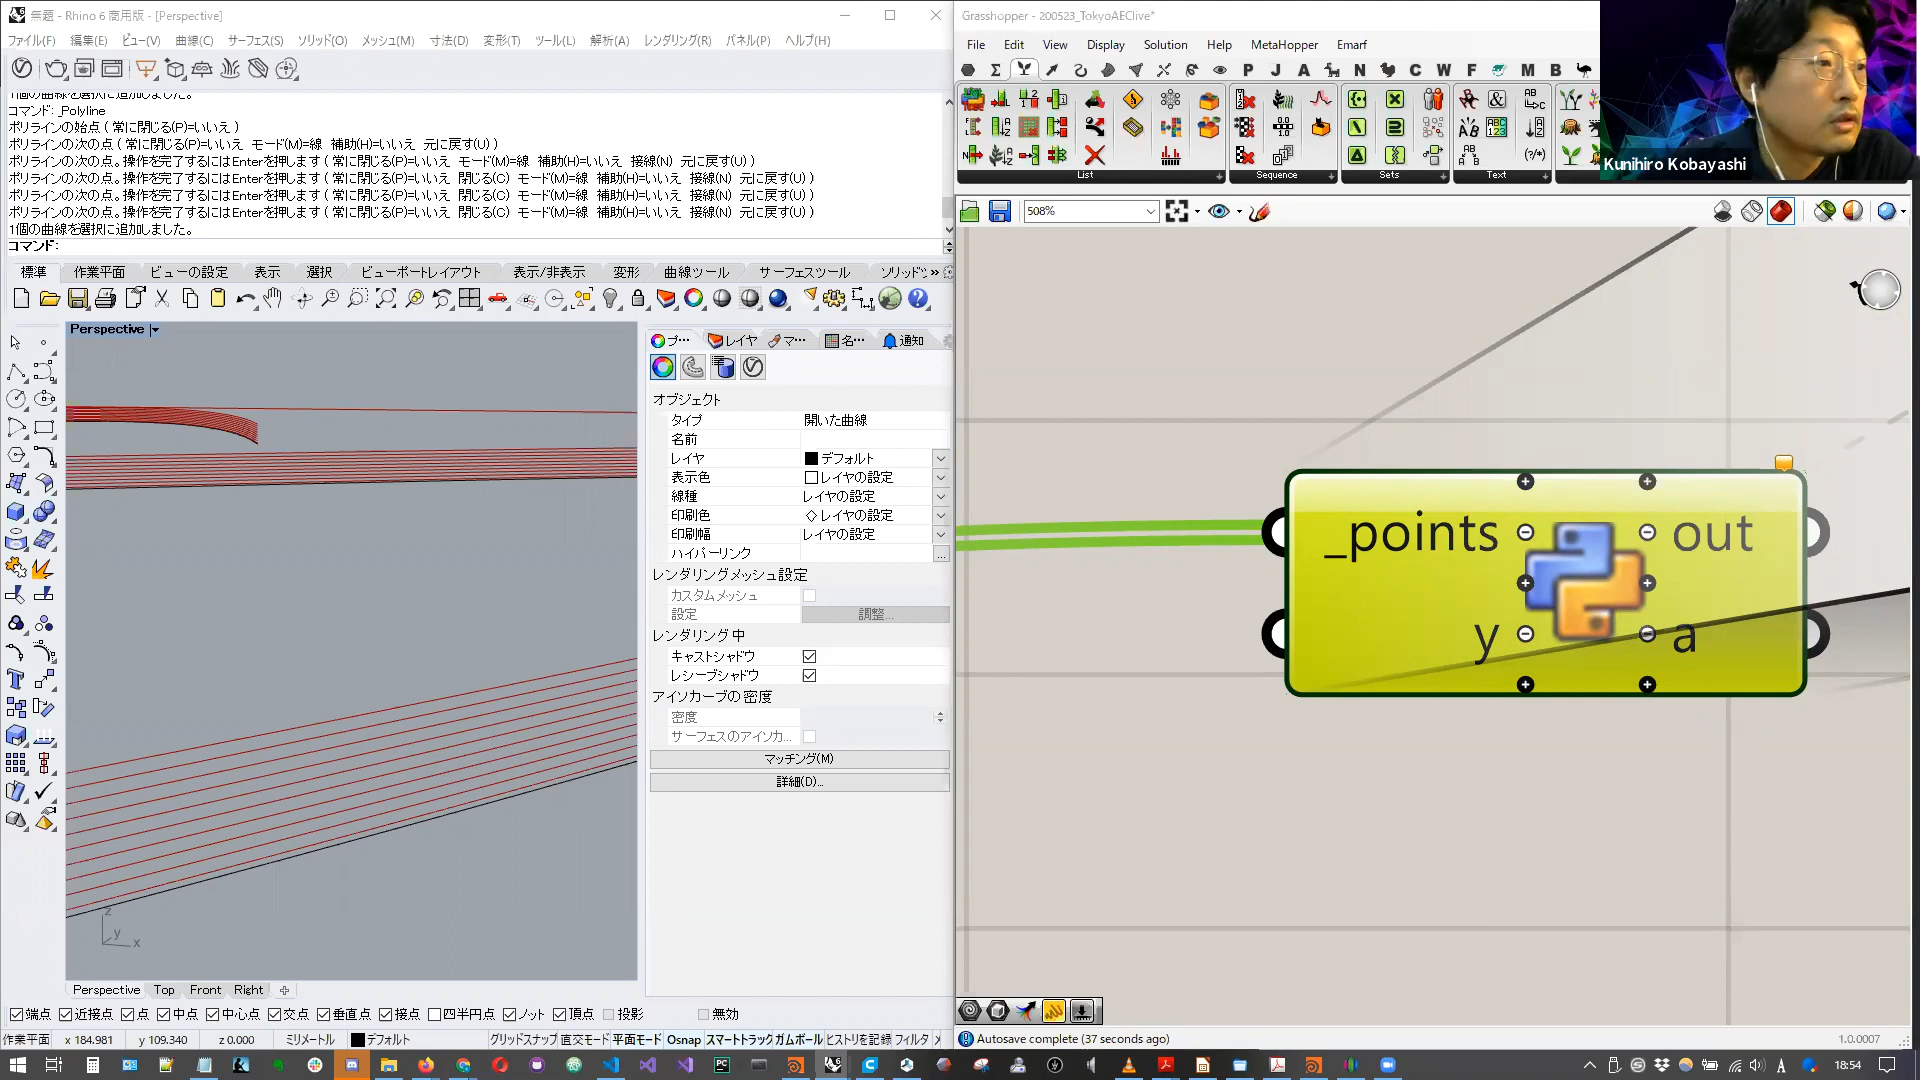 無題 - Rhino 6 商用版 - [Perspective]
ファイル(F) 編集(E) ビュー(V) 曲線(C) サーフェス(S) ソリッド(O) メッシュ(M) 寸法(D) 変形(T) ツール(L) 解析(A) レンダリング(R) パネル(P) ヘルプ(H)
1個の曲線を選択に追加しました。
コマンド: _Polyline
ポリラインの始点 ( 常に閉じる(P)=いいえ )
ポリラインの次の点 ( 常に閉じる(P)=いいえ モード(M)=線 補助(H)=いいえ 元に戻す(U) )
ポリラインの次の点。操作を完了するにはEnterを押します ( 常に閉じる(P)=いいえ モード(M)=線 補助(H)=いいえ 接線(N) 元に戻す(U) )
ポリラインの次の点。操作を完了するにはEnterを押します ( 常に閉じる(P)=いいえ 閉じる(C) モード(M)=線 補助(H)=いいえ 接線(N) 元に戻す(U) )
ポリラインの次の点。操作を完了するにはEnterを押します ( 常に閉じる(P)=いいえ 閉じる(C) モード(M)=線 補助(H)=いいえ 接線(N) 元に戻す(U) )
ポリラインの次の点。操作を完了するにはEnterを押します ( 常に閉じる(P)=いいえ 閉じる(C) モード(M)=線 補助(H)=いいえ 接線(N) 元に戻す(U) )
1個の曲線を選択に追加しました。
コマンド:
標準 作業平面 ビューの設定 表示 選択 ビューポートレイアウト 表示/非表示 変形 曲線ツール サーフェスツール ソリッドツ »
Perspective
プ… レイヤ マ… 名… 通知
オブジェクト
タイプ 開いた曲線
名前
レイヤ デフォルト
表示色 レイヤの設定
線種 レイヤの設定
印刷色 レイヤの設定
印刷幅 レイヤの設定
ハイパーリンク ...
レンダリングメッシュ設定
カスタムメッシュ
設定 調整...
レンダリング中
キャストシャドウ
レシーブシャドウ
アイソカーブの密度
密度
サーフェスのアイソカ...
マッチング(M)
詳細(D)...
z
y
x
Perspective Top Front Right
端点 近接点 点 中点 中心点 交点 垂直点 接点 四半円点 ノット 頂点 投影 無効
作業平面 x 184.981 y 109.340 z 0.000 ミリメートル デフォルト グリッドスナップ 直交モード 平面モード Osnap スマートトラック ガムボール ヒストリを記録 フィルタ
Grasshopper - 200523_TokyoAEClive*
File Edit View Display Solution Help MetaHopper Emarf
P J A N C W F M B
List Sequence Sets Text
508%
Kunihiro Kobayashi
_points out
y a
Autosave complete (37 seconds ago)
1.0.0007
18:54